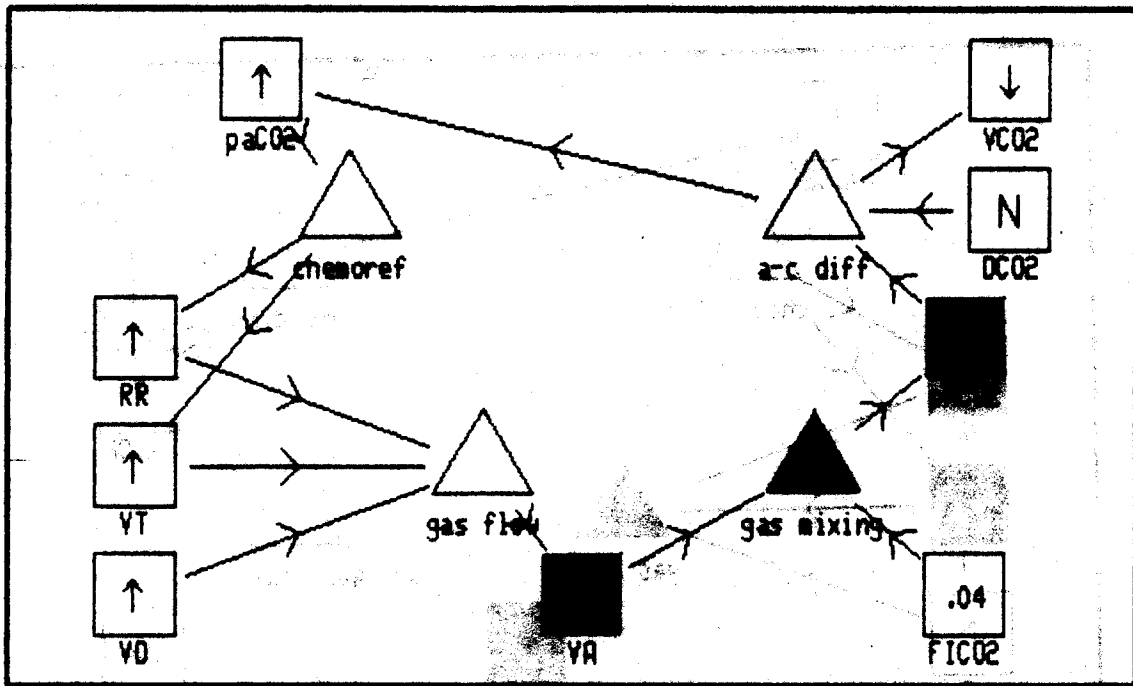 ↑
paCO2
↓
VCO2
chemoref
a-c diff
N
DCO2
↑
RR
↑
VT
gas flow
gas mixing
↑
VD
VA
.04
FICO2